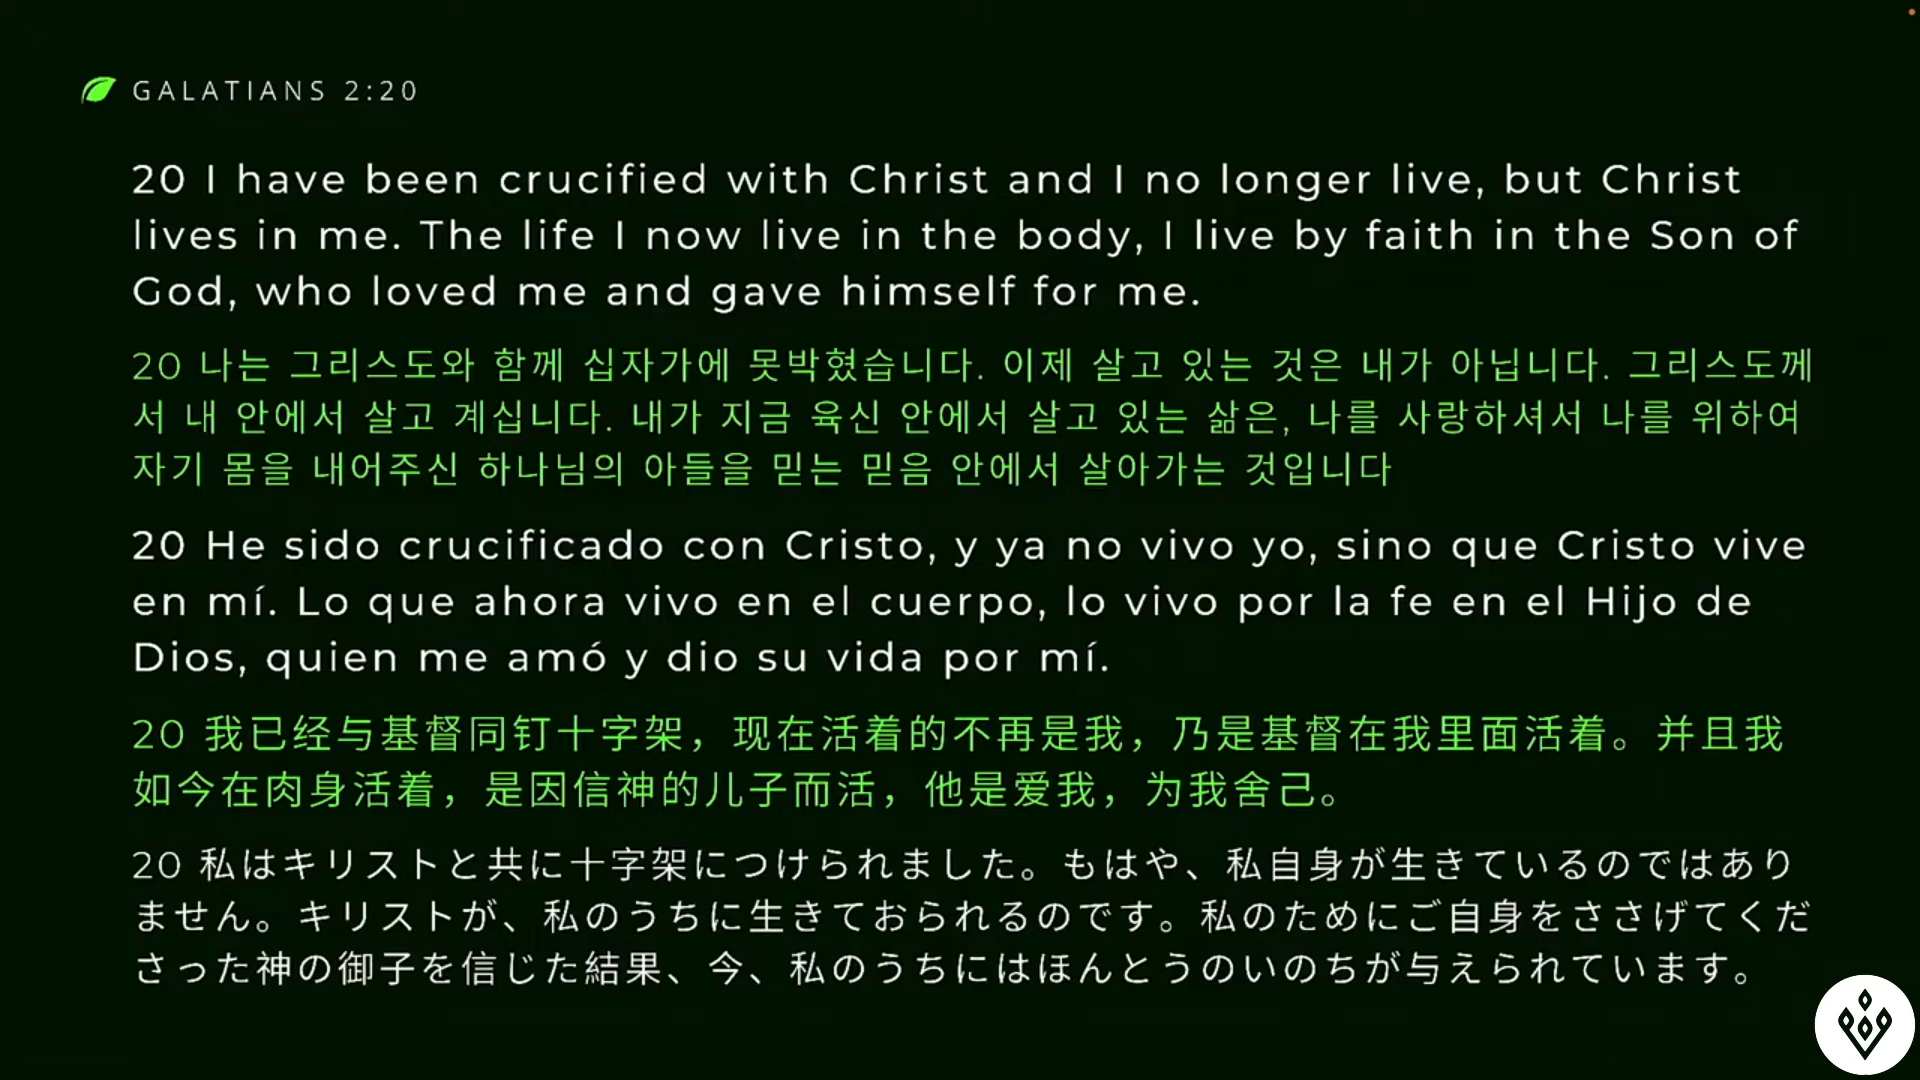 GALATIANS 2:20
20 I have been crucified with Christ and I no longer live, but Christ
lives in me. The life I now live in the body, I live by faith in the Son of
God, who loved me and gave himself for me.
20 나는 그리스도와 함께 십자가에 못박혔습니다. 이제 살고 있는 것은 내가 아닙니다. 그리스도께
서 내 안에서 살고 계십니다. 내가 지금 육신 안에서 살고 있는 삶은, 나를 사랑하셔서 나를 위하여
자기 몸을 내어주신 하나님의 아들을 믿는 믿음 안에서 살아가는 것입니다
20 He sido crucificado con Cristo, y ya no vivo yo, sino que Cristo vive
en mí. Lo que ahora vivo en el cuerpo, lo vivo por la fe en el Hijo de
Dios, quien me amó y dio su vida por mí.
20 我已经与基督同钉十字架，现在活着的不再是我，乃是基督在我里面活着。并且我
如今在肉身活着，是因信神的儿子而活，他是爱我，为我舍己。
20 私はキリストと共に十字架につけられました。もはや、私自身が生きているのではあり
ません。キリストが、私のうちに生きておられるのです。私のためにご自身をささげてくだ
さった神の御子を信じた結果、今、私のうちにはほんとうのいのちが与えられています。